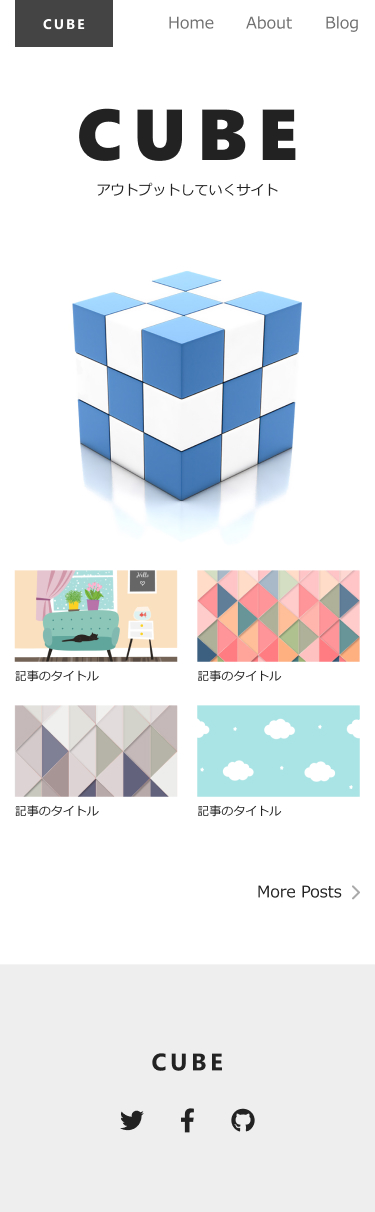 CUBE
Home About Blog
CUBE
アウトプットしていくサイト
Hello
記事のタイトル
記事のタイトル
記事のタイトル
記事のタイトル
More Posts
CUBE